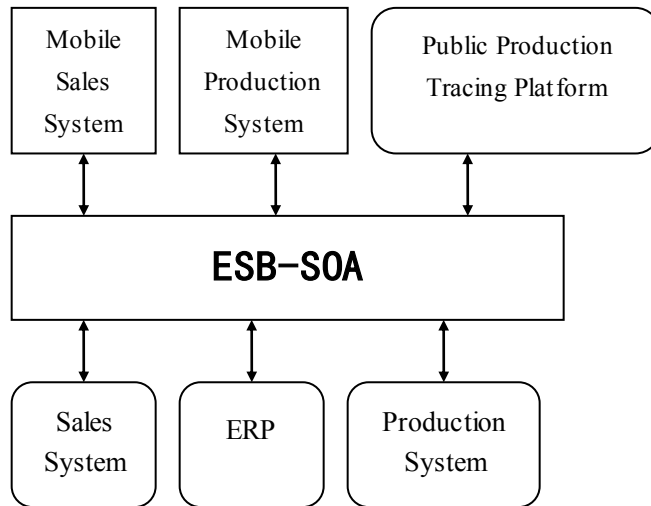 Mobile
Sales
System
Mobile
Production
System
Public Production
Tracing Platform
ESB-SOA
Sales
System
ERP
Production
System